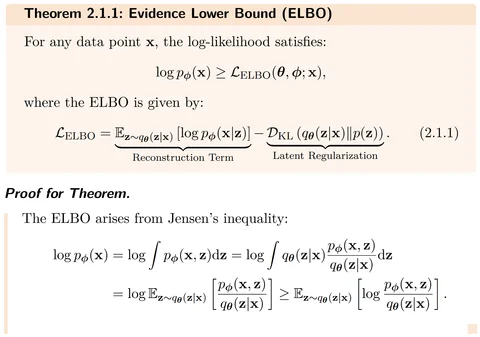 Theorem 2.1.1: Evidence Lower Bound (ELBO)
For any data point x, the log-likelihood satisfies:
log p_ϕ(x) ≥ ℒ_ELBO(θ, ϕ; x),
where the ELBO is given by:
ℒ_ELBO = 𝔼_{z∼q_θ(z|x)} [log p_ϕ(x|z)] − 𝒟_KL (q_θ(z|x)‖p(z)) . (2.1.1)
Reconstruction Term Latent Regularization
Proof for Theorem.
The ELBO arises from Jensen's inequality:
log p_ϕ(x) = log ∫ p_ϕ(x, z)dz = log ∫ q_θ(z|x) p_ϕ(x, z)/q_θ(z|x) dz
= log 𝔼_{z∼q_θ(z|x)} [p_ϕ(x, z)/q_θ(z|x)] ≥ 𝔼_{z∼q_θ(z|x)} [log p_ϕ(x, z)/q_θ(z|x)] .